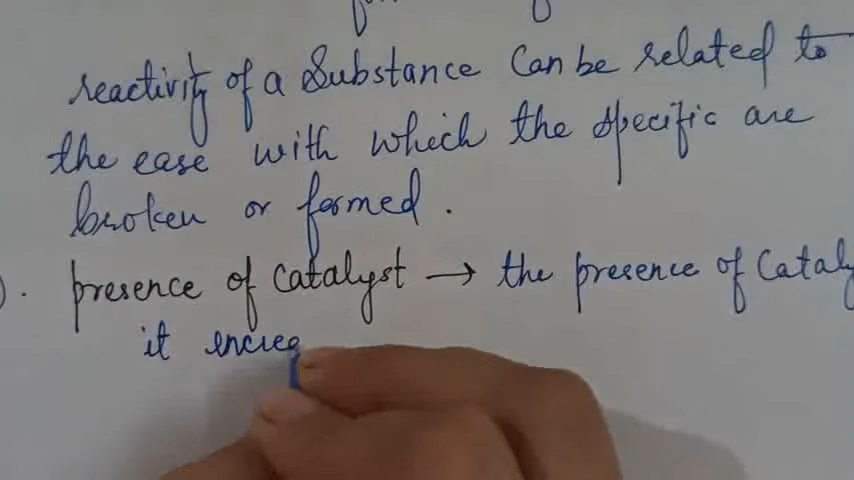 reactivity of a Substance Can be related to
the ease with which the specific are
broken or formed.
). presence of Catalyst → the presence of Cataly
it increa